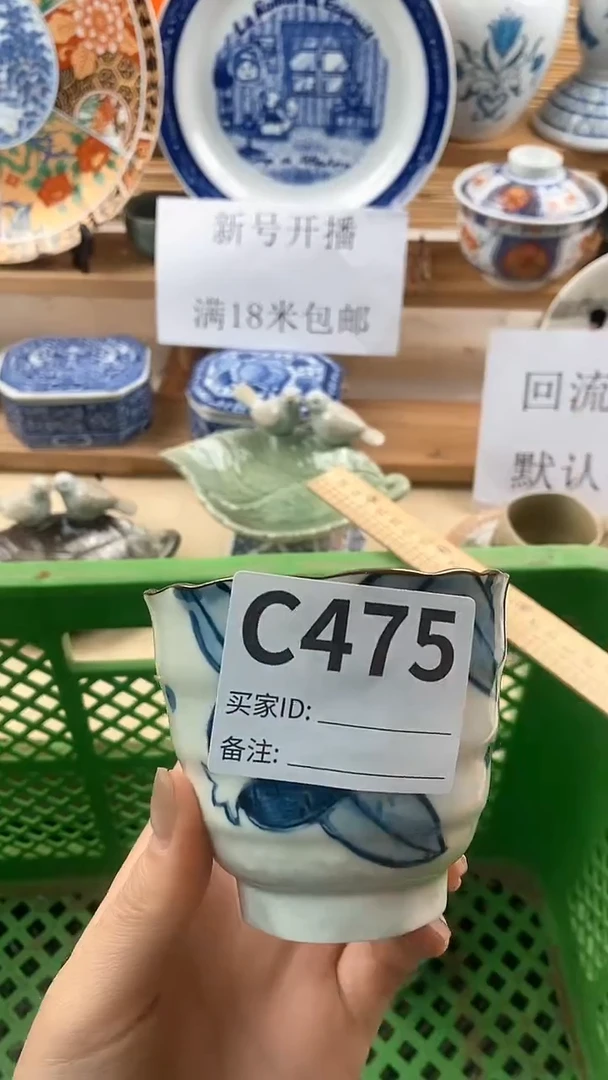 新号开播
满18米包邮
回流
默认
C475
买家ID:
备注: